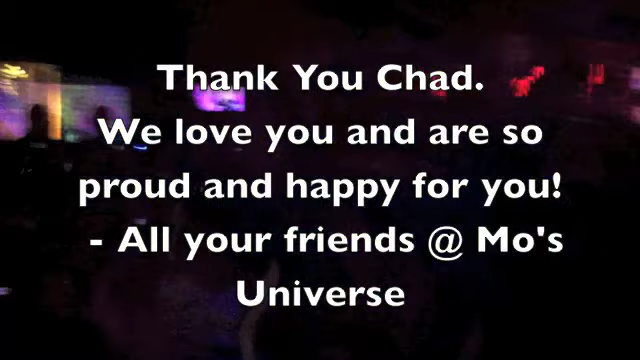 Thank You Chad.
We love you and are so
proud and happy for you!
- All your friends @ Mo's
Universe